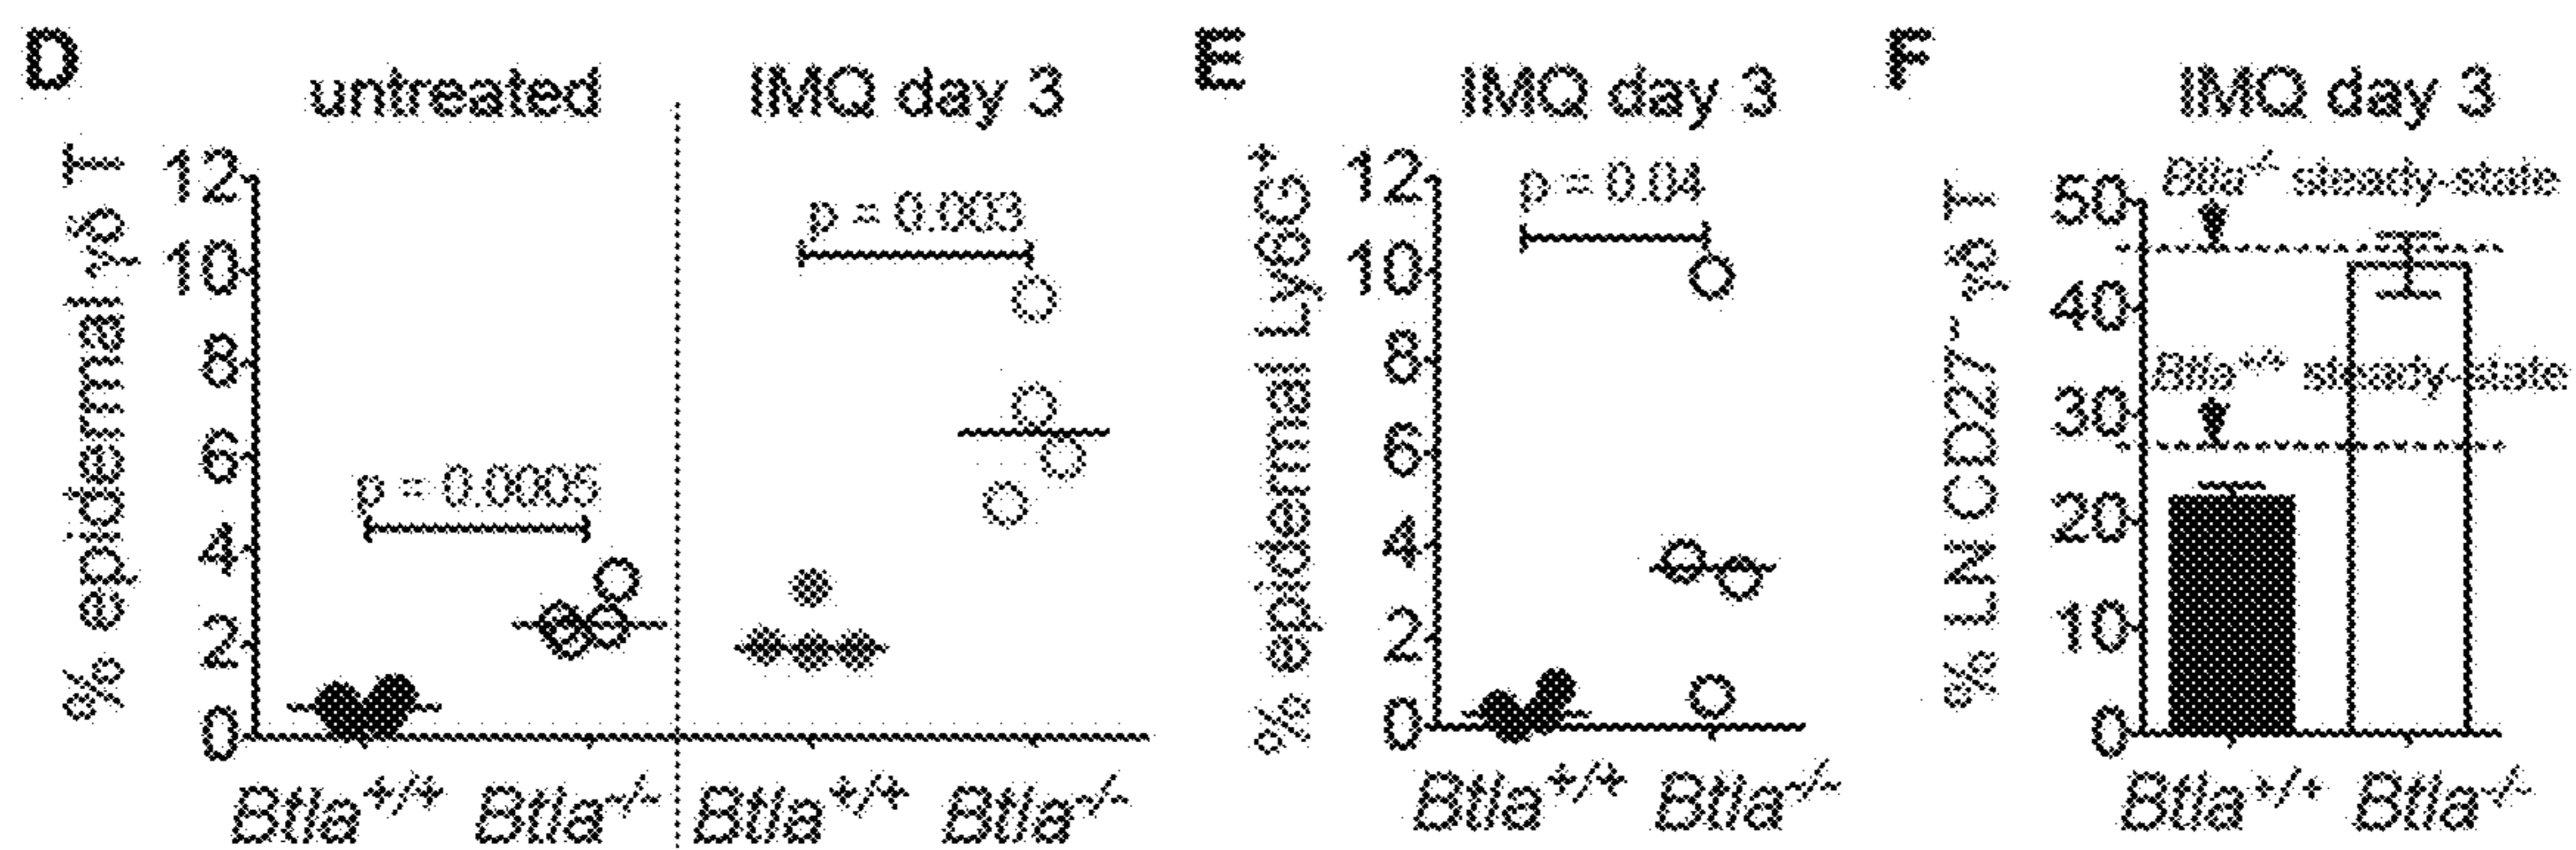 D
untreated
IMQ day 3
% epidermal γδ T
12
10
8
6
4
2
0
p = 0.0005
p = 0.003
Btla+/+ Btla-/- Btla+/+ Btla-/-
E
IMQ day 3
% epidermal Ly6G+
12
10
8
6
4
2
0
p = 0.04
Btla+/+ Btla-/-
F
IMQ day 3
% LN CD27- γδ T
50
40
30
20
10
0
Btla-/- steady-state
Btla+/+ steady-state
Btla+/+ Btla-/-